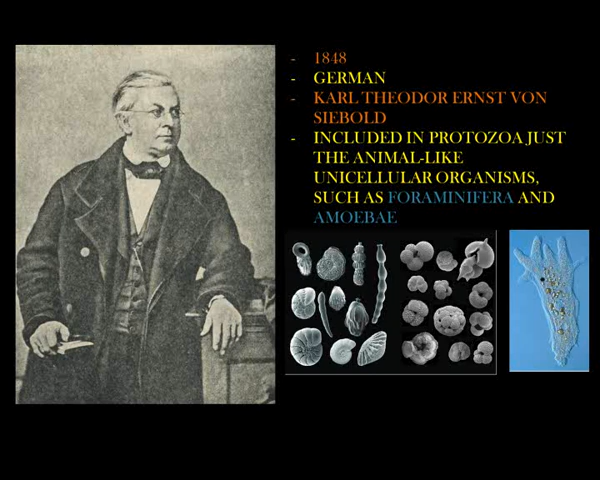 - 1848
- GERMAN
- KARL THEODOR ERNST VON
SIEBOLD
- INCLUDED IN PROTOZOA JUST
THE ANIMAL-LIKE
UNICELLULAR ORGANISMS,
SUCH AS FORAMINIFERA AND
AMOEBAE